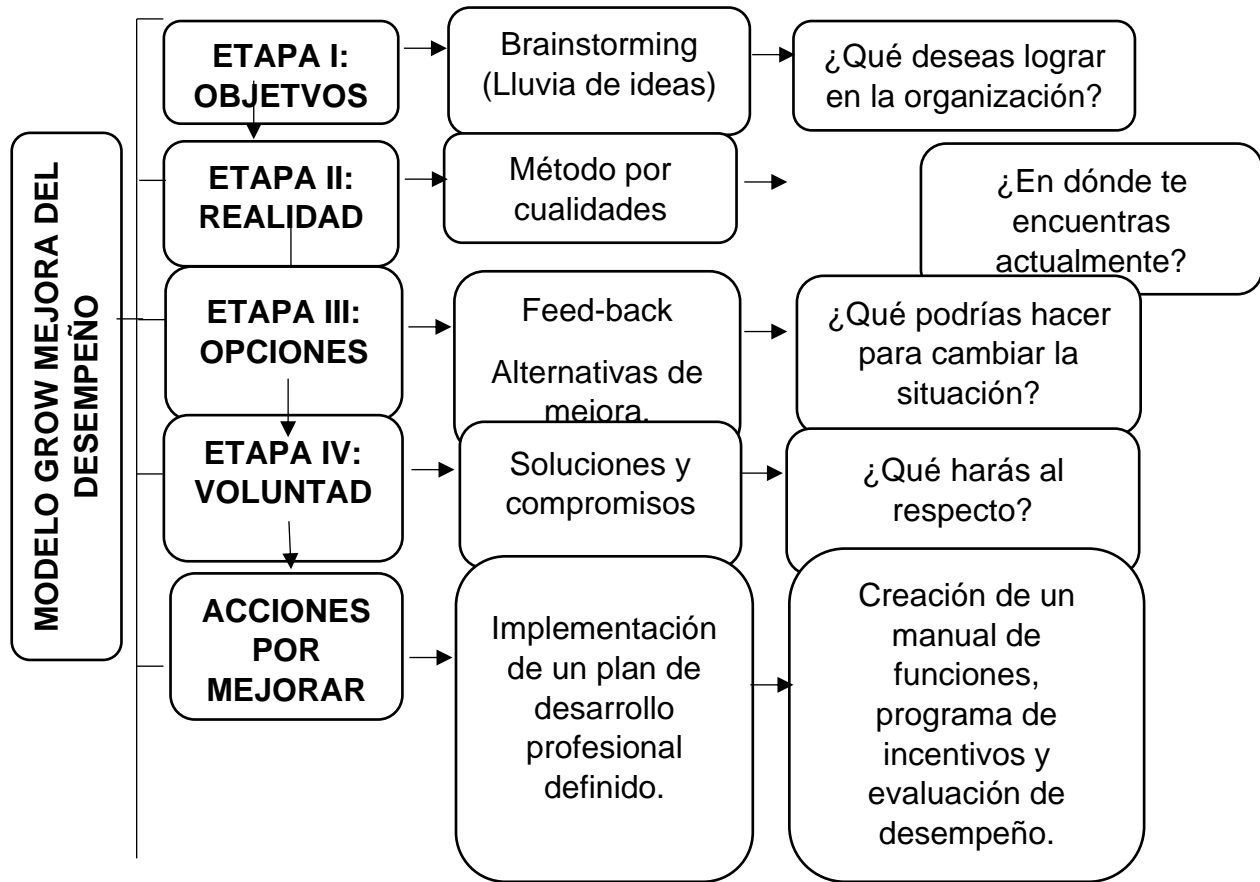 MODELO GROW MEJORA DEL
DESEMPEÑO
ETAPA I:
OBJETVOS
Brainstorming
(Lluvia de ideas)
¿Qué deseas lograr
en la organización?
ETAPA II:
REALIDAD
Método por
cualidades
¿En dónde te
encuentras
actualmente?
ETAPA III:
OPCIONES
Feed-back
Alternativas de
mejora.
¿Qué podrías hacer
para cambiar la
situación?
ETAPA IV:
VOLUNTAD
Soluciones y
compromisos
¿Qué harás al
respecto?
ACCIONES
POR
MEJORAR
Implementación
de un plan de
desarrollo
profesional
definido.
Creación de un
manual de
funciones,
programa de
incentivos y
evaluación de
desempeño.